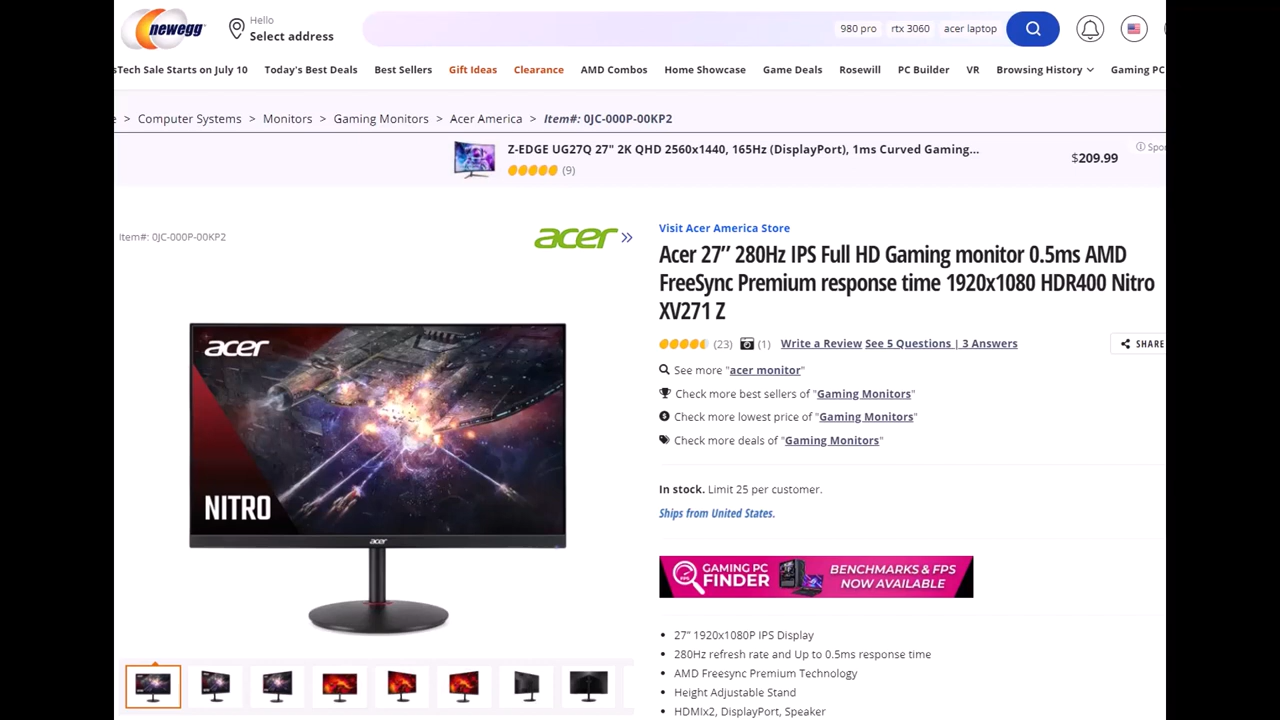 newegg
Hello
Select address
980 pro
rtx 3060
acer laptop
sTech Sale Starts on July 10
Today's Best Deals
Best Sellers
Gift Ideas
Clearance
AMD Combos
Home Showcase
Game Deals
Rosewill
PC Builder
VR
Browsing History
Gaming PC
e > Computer Systems > Monitors > Gaming Monitors > Acer America > Item#: 0JC-000P-00KP2
Z-EDGE UG27Q 27" 2K QHD 2560x1440, 165Hz (DisplayPort), 1ms Curved Gaming...
(9)
$209.99
Spo
Item#: 0JC-000P-00KP2
acer
Visit Acer America Store
Acer 27” 280Hz IPS Full HD Gaming monitor 0.5ms AMD
FreeSync Premium response time 1920x1080 HDR400 Nitro
XV271 Z
(23) (1) Write a Review See 5 Questions | 3 Answers
SHARE
See more "acer monitor"
Check more best sellers of "Gaming Monitors"
Check more lowest price of "Gaming Monitors"
Check more deals of "Gaming Monitors"
In stock. Limit 25 per customer.
Ships from United States.
acer
NITRO
acer
GAMING PC
FINDER
BENCHMARKS & FPS
NOW AVAILABLE
27" 1920x1080P IPS Display
280Hz refresh rate and Up to 0.5ms response time
AMD Freesync Premium Technology
Height Adjustable Stand
HDMIx2, DisplayPort, Speaker